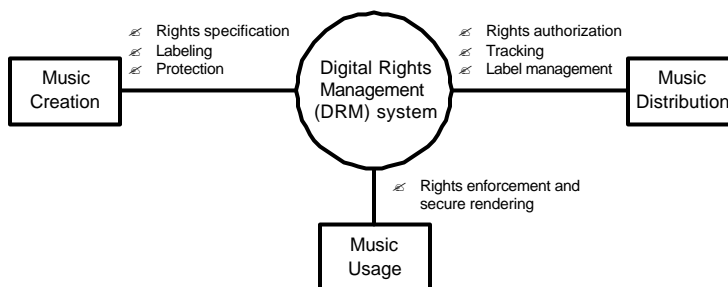 Rights specification
Labeling
Protection
Music
Creation
Digital Rights
Management
(DRM) system
Rights authorization
Tracking
Label management
Music
Distribution
Rights enforcement and
secure rendering
Music
Usage